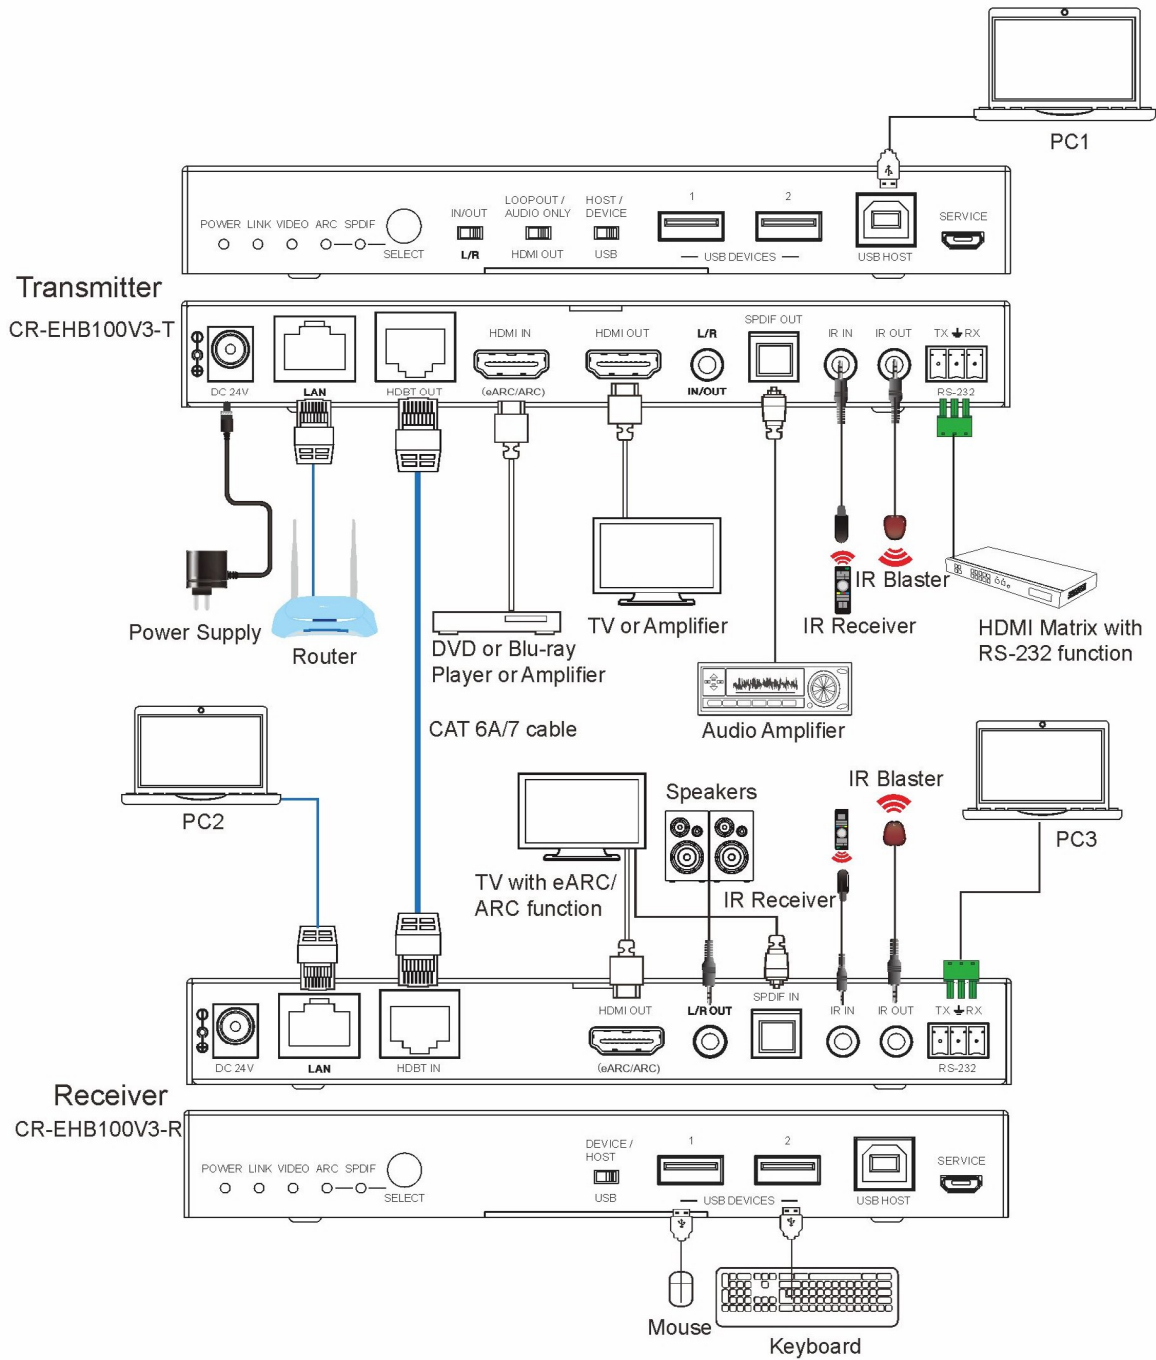 PC1
POWER LINK VIDEO ARC SPDIF
SELECT
IN/OUT
L/R
LOOPOUT /
AUDIO ONLY
HDMI OUT
HOST /
DEVICE
USB
1
2
USB DEVICES
USB HOST
SERVICE
Transmitter
CR-EHB100V3-T
DC 24V
LAN
HDBT OUT
HDMI IN
(eARC/ARC)
HDMI OUT
L/R
IN/OUT
SPDIF OUT
IR IN
IR OUT
TX RX
RS-232
Power Supply
Router
DVD or Blu-ray
Player or Amplifier
TV or Amplifier
IR Receiver
IR Blaster
HDMI Matrix with
RS-232 function
Audio Amplifier
CAT 6A/7 cable
PC2
TV with eARC/
ARC function
Speakers
IR Receiver
IR Blaster
PC3
DC 24V
LAN
HDBT IN
HDMI OUT
(eARC/ARC)
L/R OUT
SPDIF IN
IR IN
IR OUT
TX RX
RS-232
Receiver
CR-EHB100V3-R
POWER LINK VIDEO ARC SPDIF
SELECT
DEVICE /
HOST
USB
1
2
USB DEVICES
USB HOST
SERVICE
Mouse
Keyboard